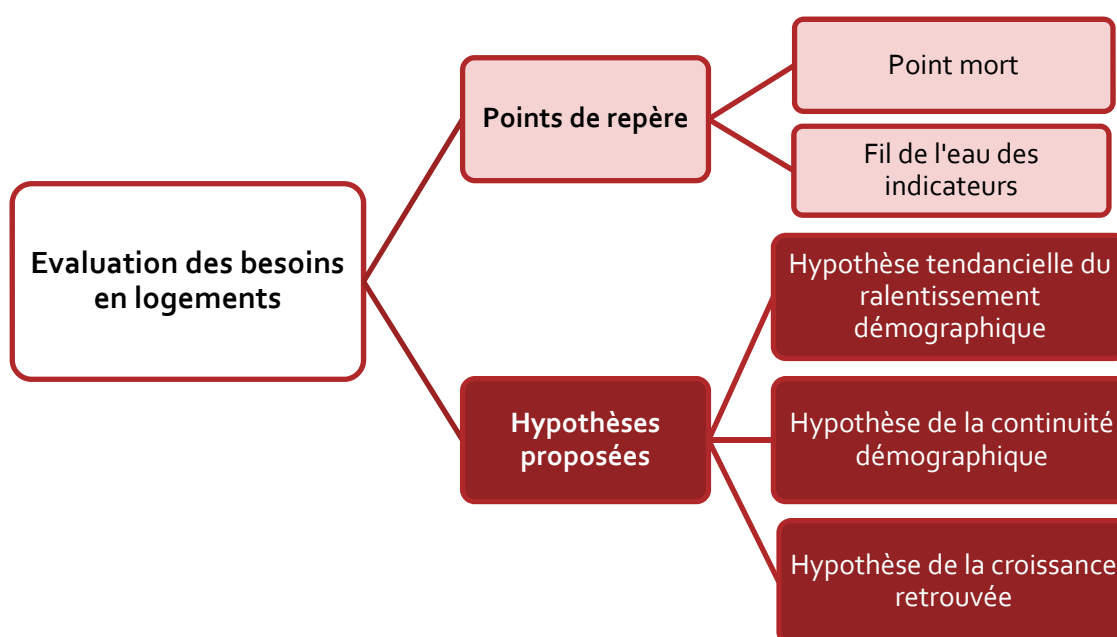 Evaluation des besoins
en logements
Points de repère
Point mort
Fil de l'eau des
indicateurs
Hypothèses
proposées
Hypothèse tendancielle du
ralentissement
démographique
Hypothèse de la continuité
démographique
Hypothèse de la croissance
retrouvée